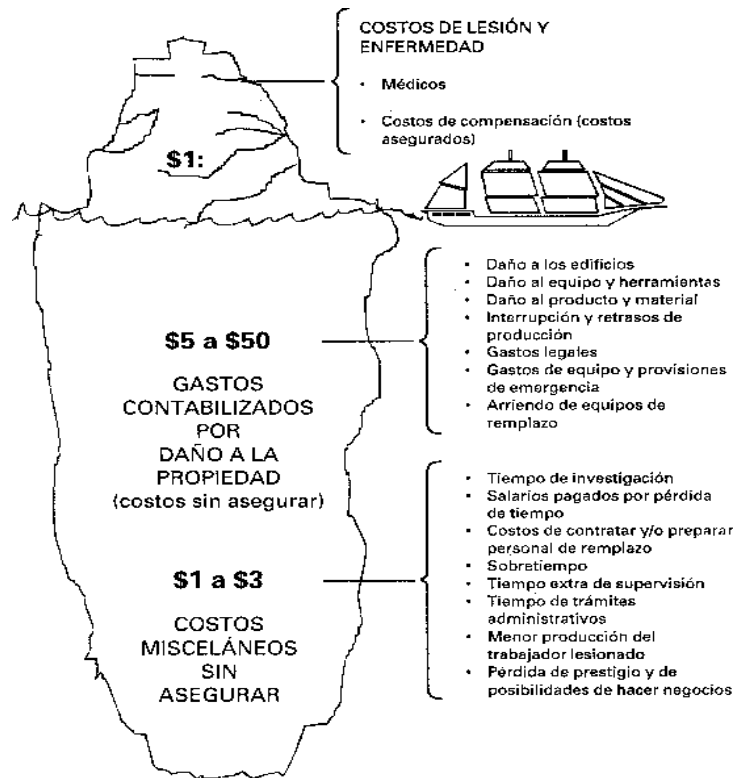 COSTOS DE LESIÓN Y
ENFERMEDAD
• Médicos
• Costos de compensación (costos
asegurados)
$1:
• Daño a los edificios
• Daño al equipo y herramientas
• Daño al producto y material
• Interrupción y retrasos de
producción
• Gastos legales
• Gastos de equipo y provisiones
de emergencia
• Arriendo de equipos de
remplazo
$5 a $50
GASTOS
CONTABILIZADOS
POR
DAÑO A LA
PROPIEDAD
(costos sin asegurar)
• Tiempo de investigación
• Salarios pagados por pérdida
de tiempo
• Costos de contratar y/o preparar
personal de remplazo
• Sobretiempo
• Tiempo extra de supervisión
• Tiempo de trámites
administrativos
• Menor producción del
trabajador lesionado
• Pérdida de prestigio y de
posibilidades de hacer negocios
$1 a $3
COSTOS
MISCELÁNEOS
SIN
ASEGURAR